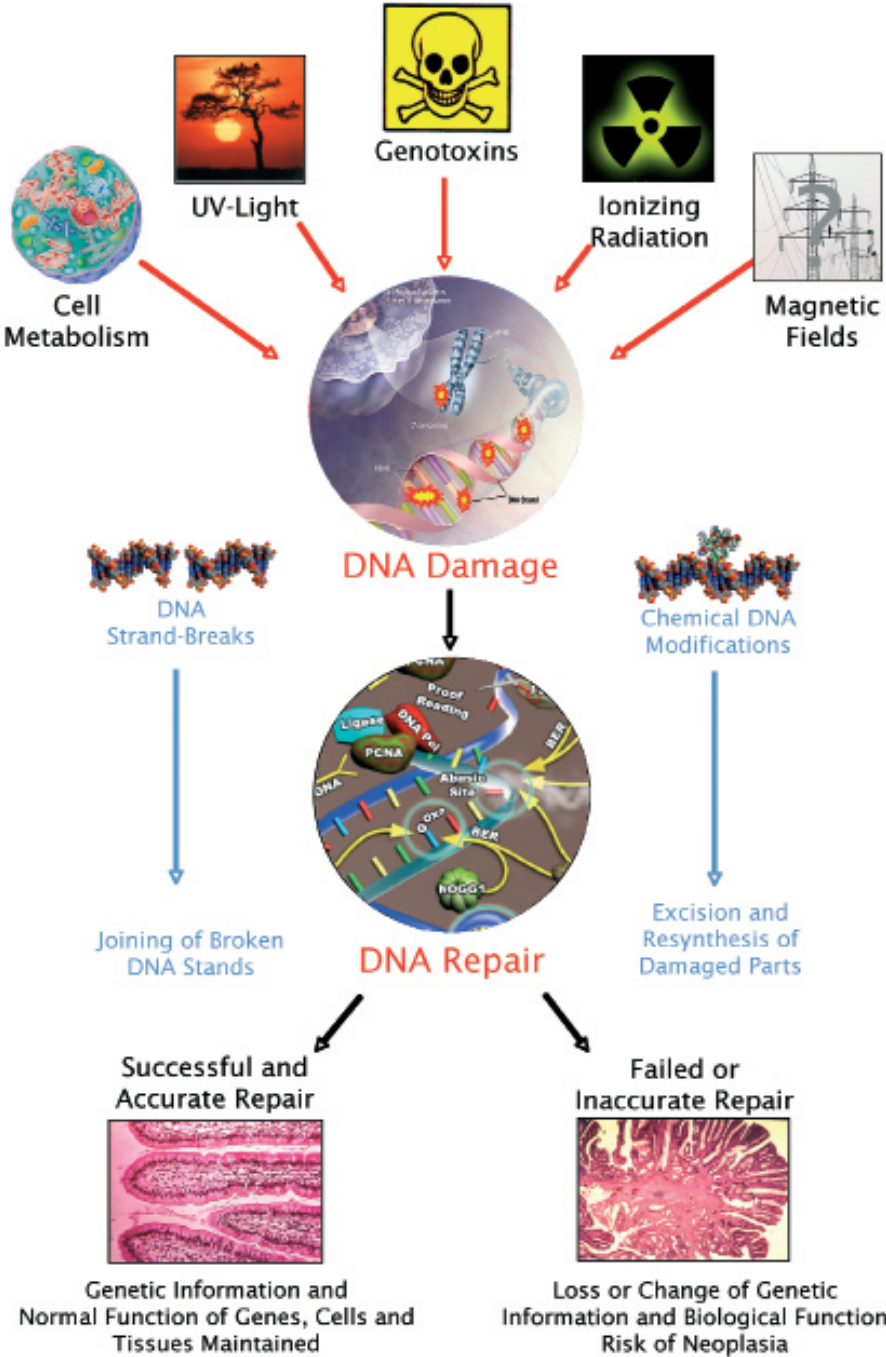 Genotoxins
UV-Light
Ionizing
Radiation
Cell
Metabolism
Magnetic
Fields
?
DNA Damage
DNA
Strand-Breaks
Chemical DNA
Modifications
Proof
Reading
Ligase
DNA Pol
PCNA
BER
DNA
Abasic
Site
BER
hOGG1
Joining of Broken
DNA Stands
DNA Repair
Excision and
Resynthesis of
Damaged Parts
Successful and
Accurate Repair
Failed or
Inaccurate Repair
Genetic Information and
Normal Function of Genes, Cells and
Tissues Maintained
Loss or Change of Genetic
Information and Biological Function
Risk of Neoplasia